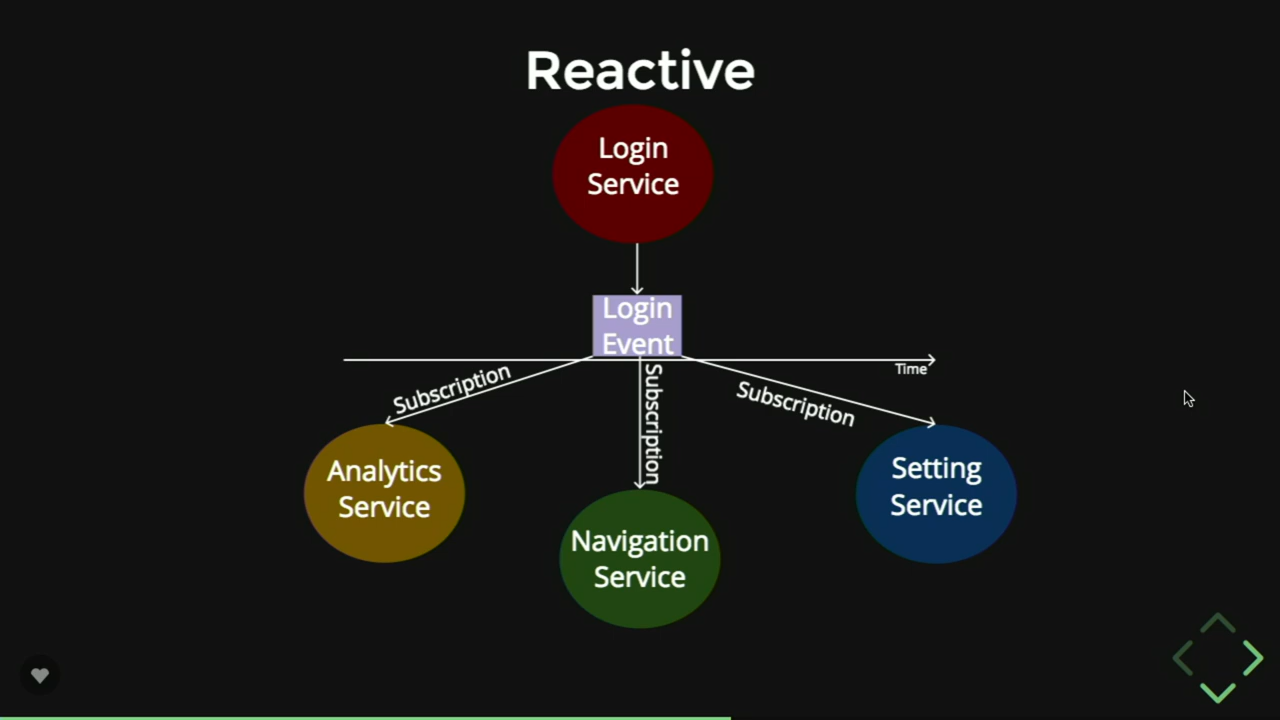 Reactive
Login
Service
Login
Event
Time
Subscription
Subscription
Subscription
Analytics
Service
Navigation
Service
Setting
Service